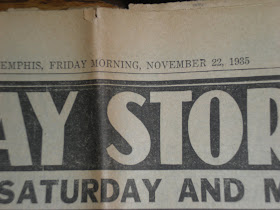 EMPHIS, FRIDAY MORNING, NOVEMBER 22, 1935
AY STOR
SATURDAY AND M